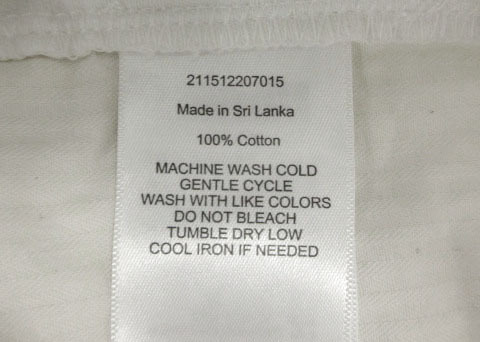 211512207015
Made in Sri Lanka
100% Cotton
MACHINE WASH COLD
GENTLE CYCLE
WASH WITH LIKE COLORS
DO NOT BLEACH
TUMBLE DRY LOW
COOL IRON IF NEEDED